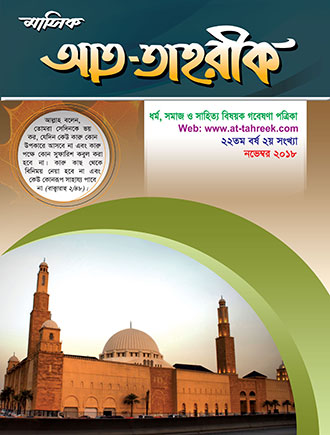 মাসিক
আত-তাহরীক
ধর্ম, সমাজ ও সাহিত্য বিষয়ক গবেষণা পত্রিকা
Web: www.at-tahreek.com
২২তম বর্ষ ২য় সংখ্যা
নভেম্বর ২০১৮
আল্লাহ বলেন,
তোমরা সেদিনকে ভয়
কর, যেদিন কেউ কারু কোন
উপকারে আসবে না এবং কারু
পক্ষে কোন সুফারিশ কবুল করা
হবে না। কারু কাছ থেকে
বিনিময় নেয়া হবে না এবং
কেউ কোনরূপ সাহায্য পাবে
না (বাক্বারাহ ২/৪৮)।